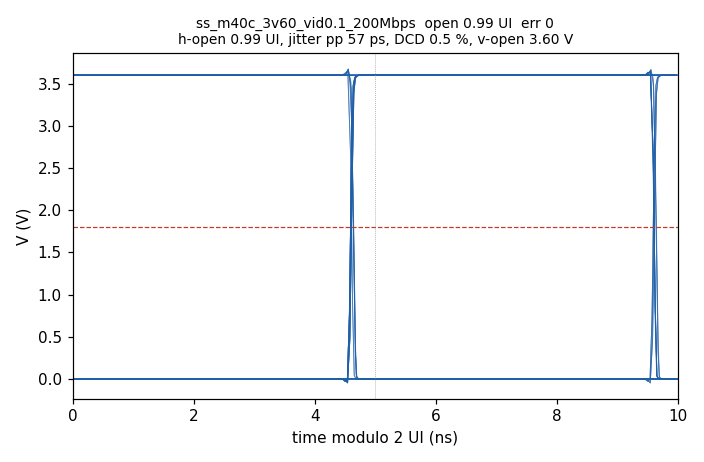 ss_m40c_3v60_vid0.1_200Mbps  open 0.99 UI  err 0
h-open 0.99 UI, jitter pp 57 ps, DCD 0.5 %, v-open 3.60 V
V (V)
3.5
3.0
2.5
2.0
1.5
1.0
0.5
0.0
0 2 4 6 8 10
time modulo 2 UI (ns)